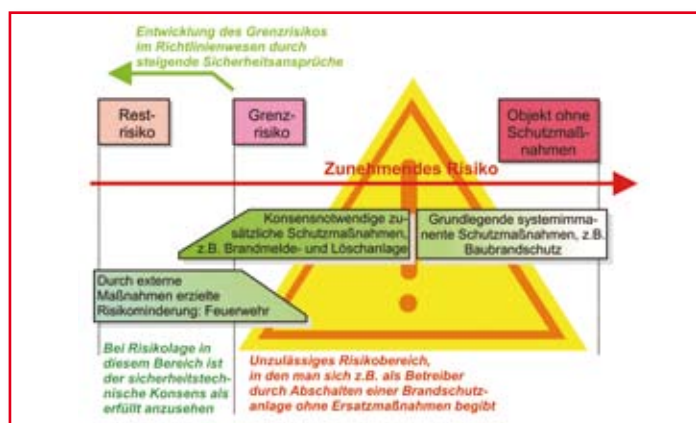 Entwicklung des Grenzrisikos
im Richtlinienwesen durch
steigende Sicherheitsansprüche
Rest-
risiko
Grenz-
risiko
Objekt ohne
Schutzmaß-
nahmen
Zunehmendes Risiko
Konsensnotwendige zu-
sätzliche Schutzmaßnahmen,
z.B. Brandmelde- und Löschanlage
Grundlegende systemimma-
nente Schutzmaßnahmen, z.B.
Baubrandschutz
Durch externe
Maßnahmen erzielte
Risikominderung: Feuerwehr
Bei Risikolage in
diesem Bereich ist
der sicherheitstech-
nische Konsens als
erfüllt anzusehen
Unzulässiges Risikobereich,
in den man sich z.B. als Betreiber
durch Abschalten einer Brandschutz-
anlage ohne Ersatzmaßnahmen begibt